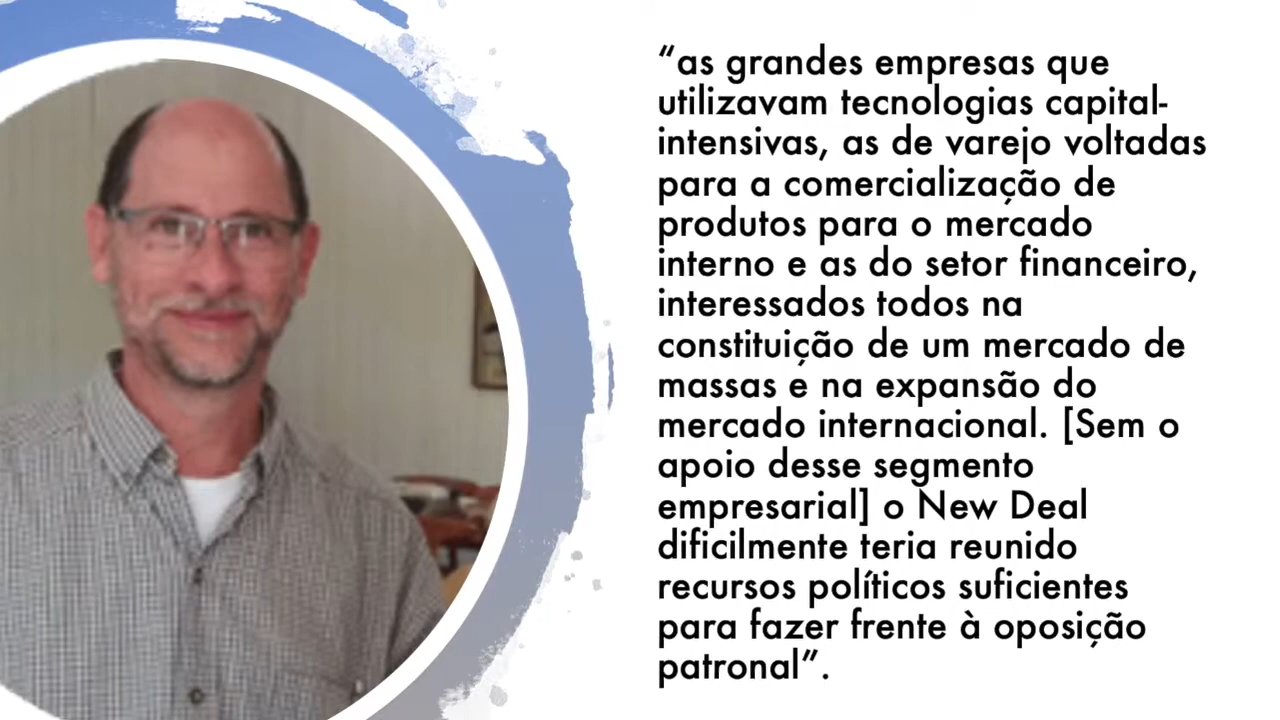 “as grandes empresas que
utilizavam tecnologias capital-
intensivas, as de varejo voltadas
para a comercialização de
produtos para o mercado
interno e as do setor financeiro,
interessados todos na
constituição de um mercado de
massas e na expansão do
mercado internacional. [Sem o
apoio desse segmento
empresarial] o New Deal
dificilmente teria reunido
recursos políticos suficientes
para fazer frente à oposição
patronal”.